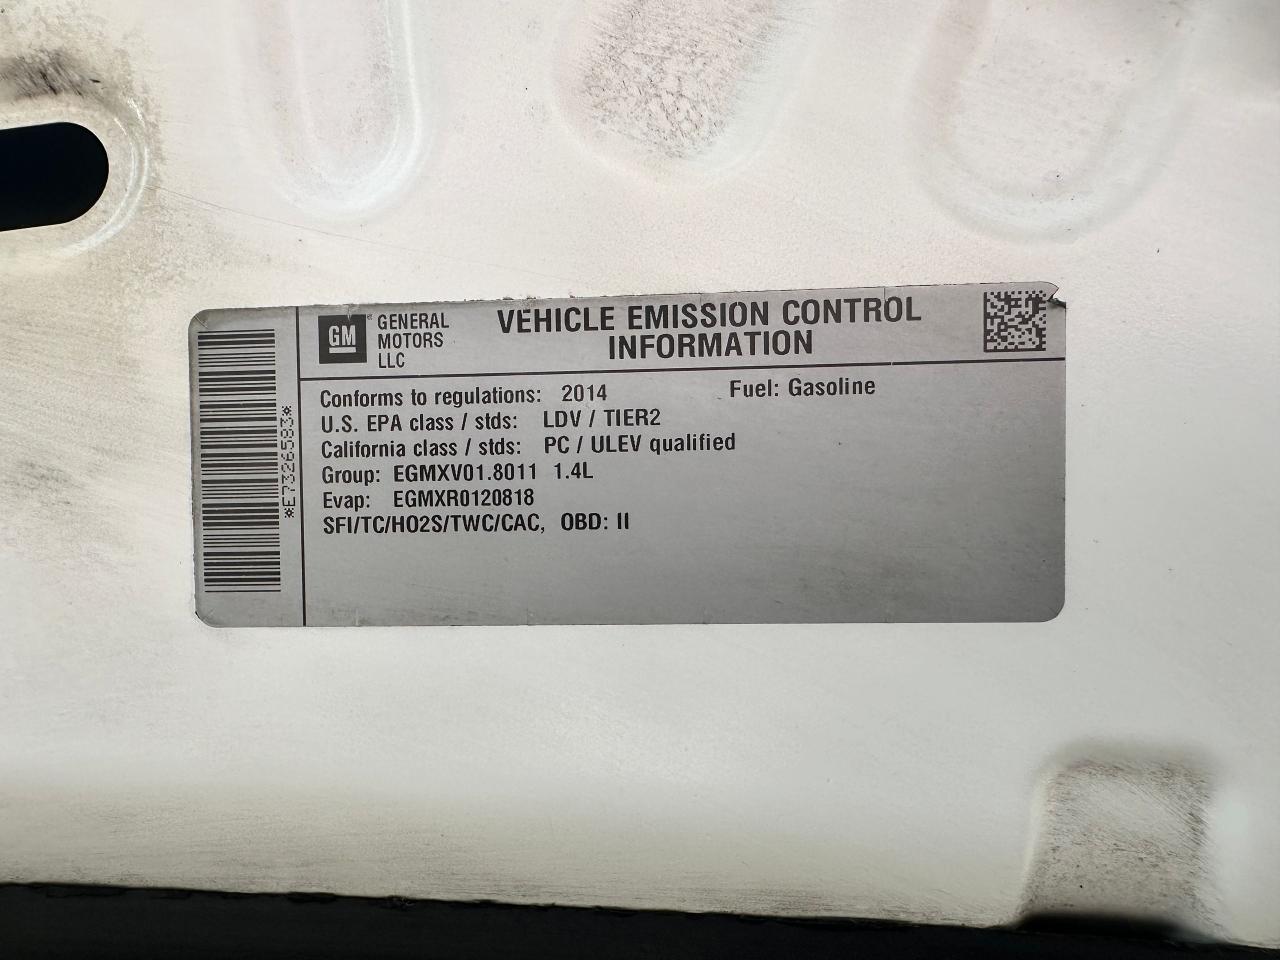 *E7326583*
GM GENERAL MOTORS LLC
VEHICLE EMISSION CONTROL
INFORMATION
Conforms to regulations: 2014 Fuel: Gasoline
U.S. EPA class / stds: LDV / TIER2
California class / stds: PC / ULEV qualified
Group: EGMXV01.8011 1.4L
Evap: EGMXR0120818
SFI/TC/HO2S/TWC/CAC, OBD: II